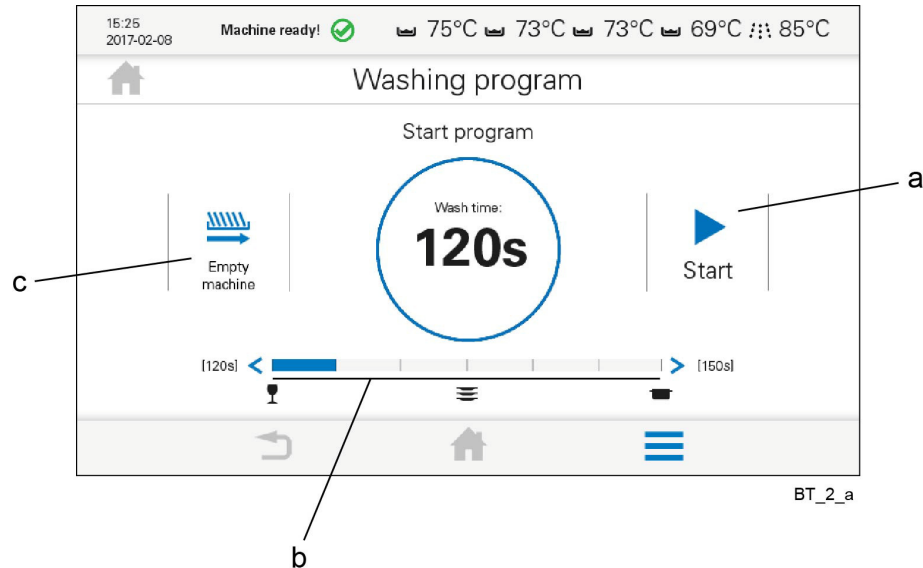 15:25
2017-02-08
Machine ready!
75°C 73°C 73°C 69°C 85°C
Washing program
Start program
a
Wash time:
120s
Empty
machine
Start
c
[120s]
[150s]
BT_2_a
b